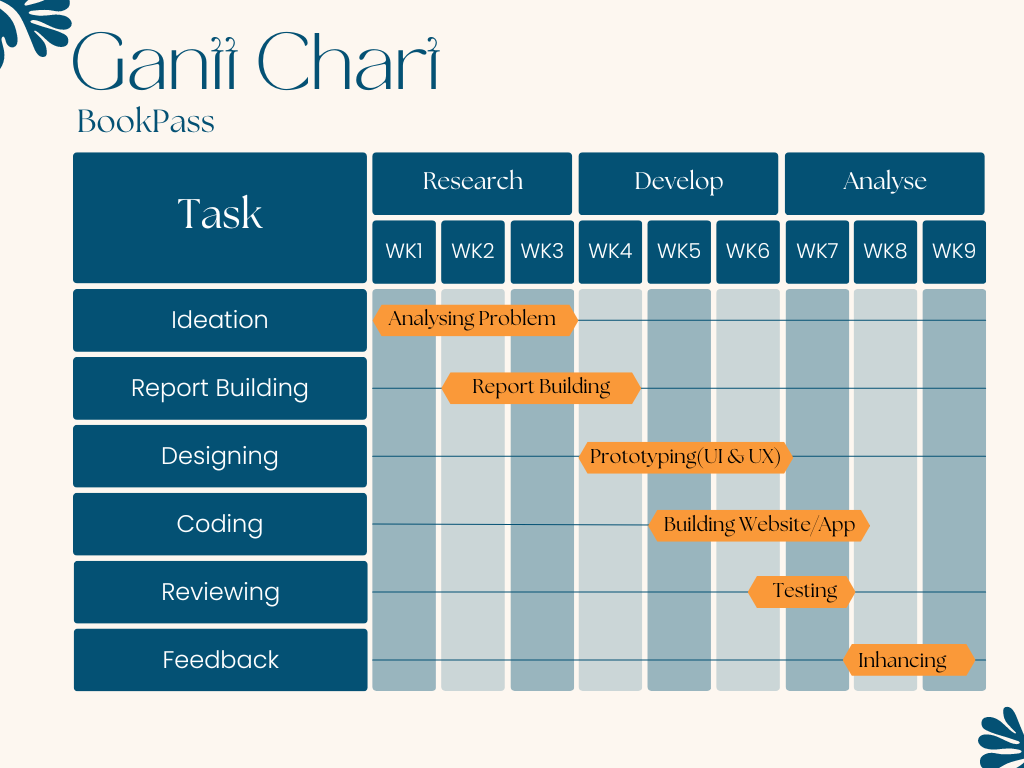 Gantt Chart
BookPass
Task
Research Develop Analyse
WK1 WK2 WK3 WK4 WK5 WK6 WK7 WK8 WK9
Ideation Analysing Problem
Report Building Report Building
Designing Prototyping(UI & UX)
Coding Building Website/App
Reviewing Testing
Feedback Inhancing